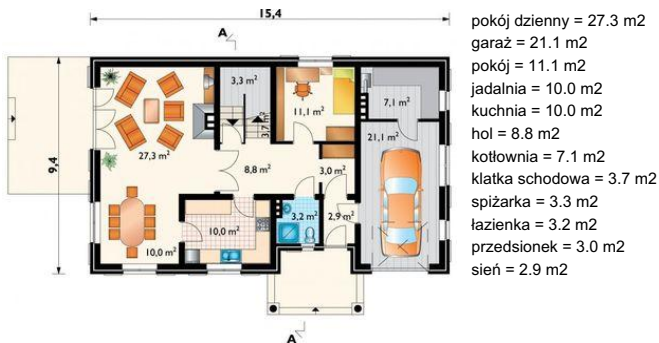 15,4
A
9,4
3,3 m²
11,1 m²
7,1 m²
3,7 m²
21,1 m²
27,3 m²
8,8 m²
3,0 m²
3,2 m²
2,9 m²
10,0 m²
10,0 m²
A
pokój dzienny = 27.3 m2
garaż = 21.1 m2
pokój = 11.1 m2
jadalnia = 10.0 m2
kuchnia = 10.0 m2
hol = 8.8 m2
kotłownia = 7.1 m2
klatka schodowa = 3.7 m2
spiżarka = 3.3 m2
łazienka = 3.2 m2
przedsionek = 3.0 m2
sień = 2.9 m2